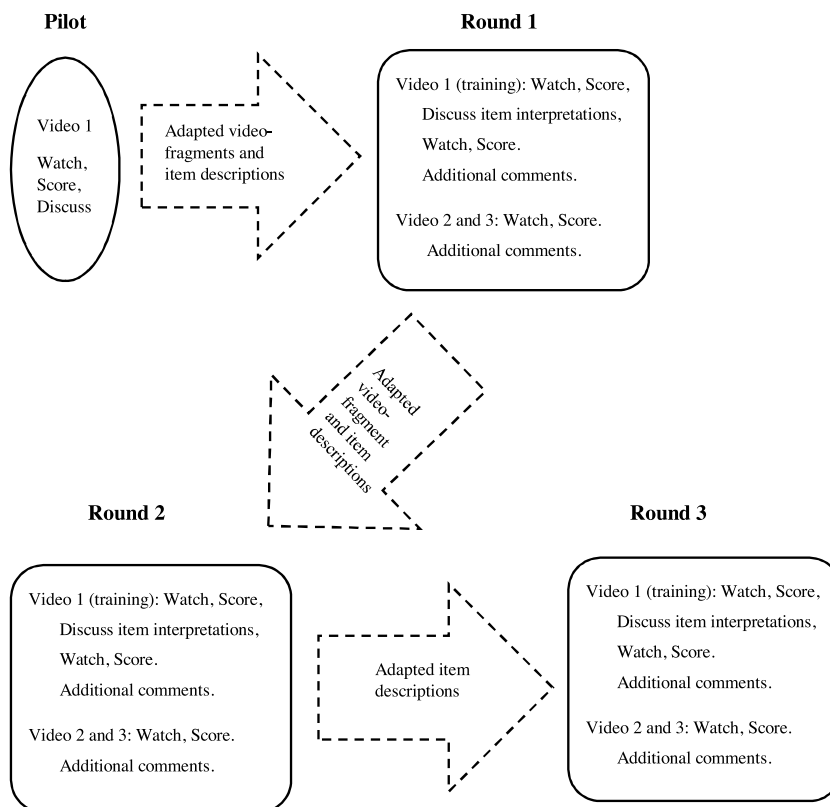 Pilot
Video 1
Watch,
Score,
Discuss
Adapted video-
fragments and
item descriptions
Round 1
Video 1 (training): Watch, Score,
Discuss item interpretations,
Watch, Score.
Additional comments.
Video 2 and 3: Watch, Score.
Additional comments.
Adapted
video-
fragment
and item
descriptions
Round 2
Video 1 (training): Watch, Score,
Discuss item interpretations,
Watch, Score.
Additional comments.
Video 2 and 3: Watch, Score.
Additional comments.
Adapted item
descriptions
Round 3
Video 1 (training): Watch, Score,
Discuss item interpretations,
Watch, Score.
Additional comments.
Video 2 and 3: Watch, Score.
Additional comments.